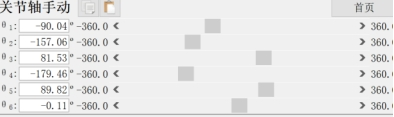 关节轴手动 首页
θ1: -90.04 ° -360.0 < > 360.
θ2: -157.06 ° -360.0 < > 360.
θ3: 81.53 ° -360.0 < > 360.
θ4: -179.46 ° -360.0 < > 360.
θ5: 89.82 ° -360.0 < > 360.
θ6: -0.11 ° -360.0 < > 360.